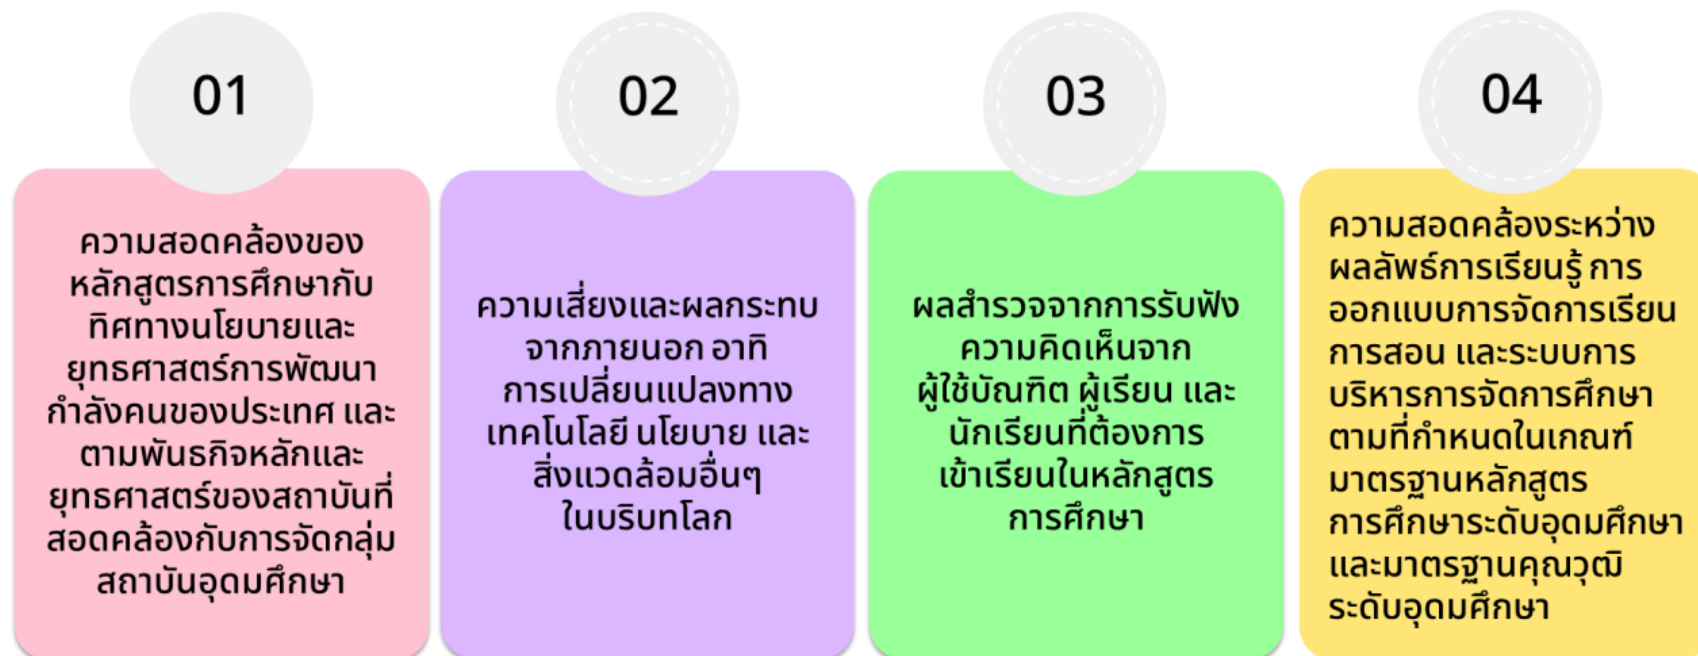 01
ความสอดคล้องของ
หลักสูตรการศึกษากับ
ทิศทางนโยบายและ
ยุทธศาสตร์การพัฒนา
กำลังคนของประเทศ และ
ตามพันธกิจหลักและ
ยุทธศาสตร์ของสถาบันที่
สอดคล้องกับการจัดกลุ่ม
สถาบันอุดมศึกษา
02
ความเสี่ยงและผลกระทบ
จากภายนอก อาทิ
การเปลี่ยนแปลงทาง
เทคโนโลยี นโยบาย และ
สิ่งแวดล้อมอื่นๆ
ในบริบทโลก
03
ผลสำรวจจากการรับฟัง
ความคิดเห็นจาก
ผู้ใช้บัณฑิต ผู้เรียน และ
นักเรียนที่ต้องการ
เข้าเรียนในหลักสูตร
การศึกษา
04
ความสอดคล้องระหว่าง
ผลลัพธ์การเรียนรู้ การ
ออกแบบการจัดการเรียน
การสอน และระบบการ
บริหารการจัดการศึกษา
ตามที่กำหนดในเกณฑ์
มาตรฐานหลักสูตร
การศึกษาระดับอุดมศึกษา
และมาตรฐานคุณวุฒิ
ระดับอุดมศึกษา